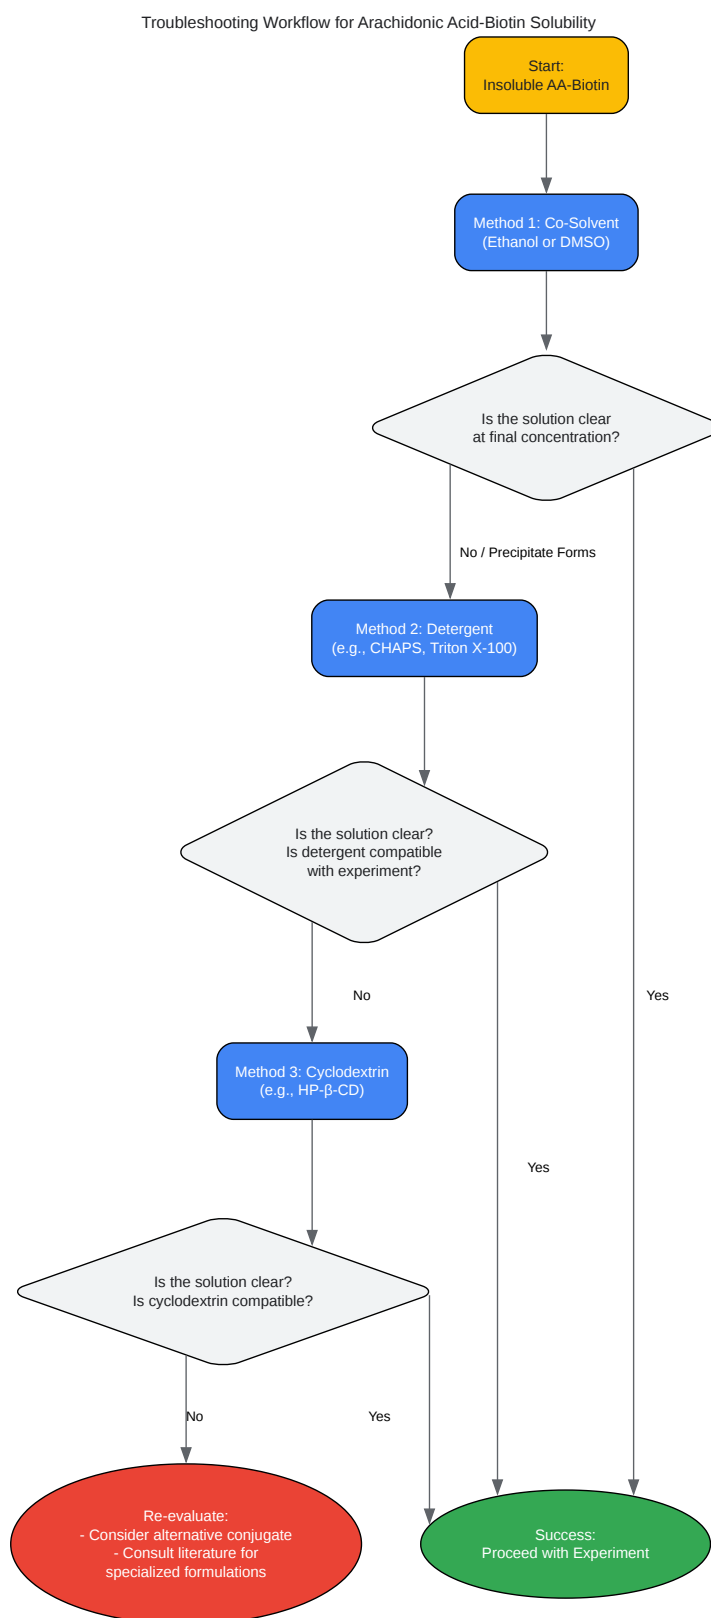 Troubleshooting Workflow for Arachidonic Acid-Biotin Solubility
Start:
Insoluble AA-Biotin
Method 1: Co-Solvent
(Ethanol or DMSO)
Is the solution clear
at final concentration?
No / Precipitate Forms
Method 2: Detergent
(e.g., CHAPS, Triton X-100)
Is the solution clear?
Is detergent compatible
with experiment?
No
Yes
Method 3: Cyclodextrin
(e.g., HP-β-CD)
Yes
Is the solution clear?
Is cyclodextrin compatible?
No
Yes
Re-evaluate:
- Consider alternative conjugate
- Consult literature for
specialized formulations
Success:
Proceed with Experiment